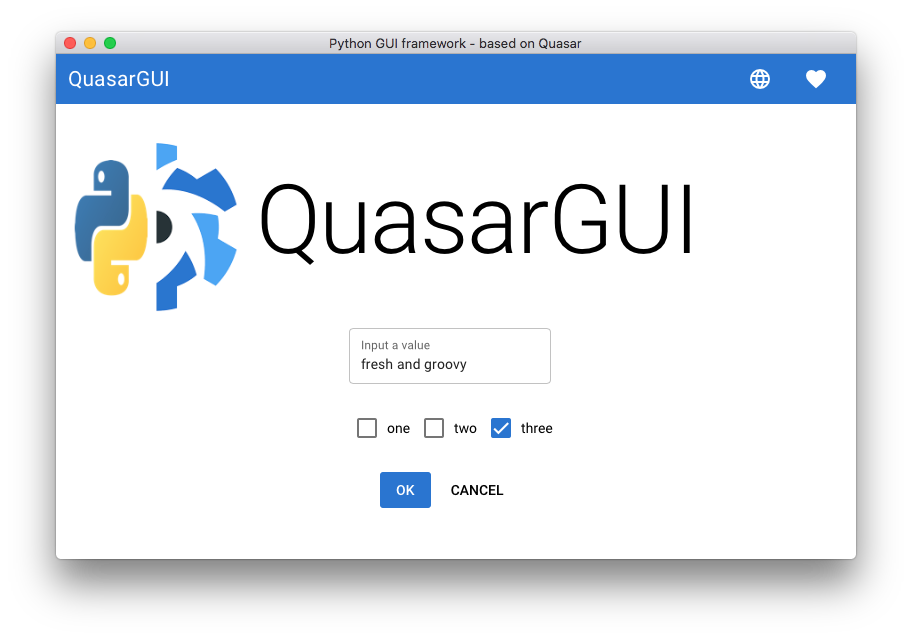 Python GUI framework - based on Quasar
QuasarGUI
QuasarGUI
Input a value
fresh and groovy
one two three
OK CANCEL